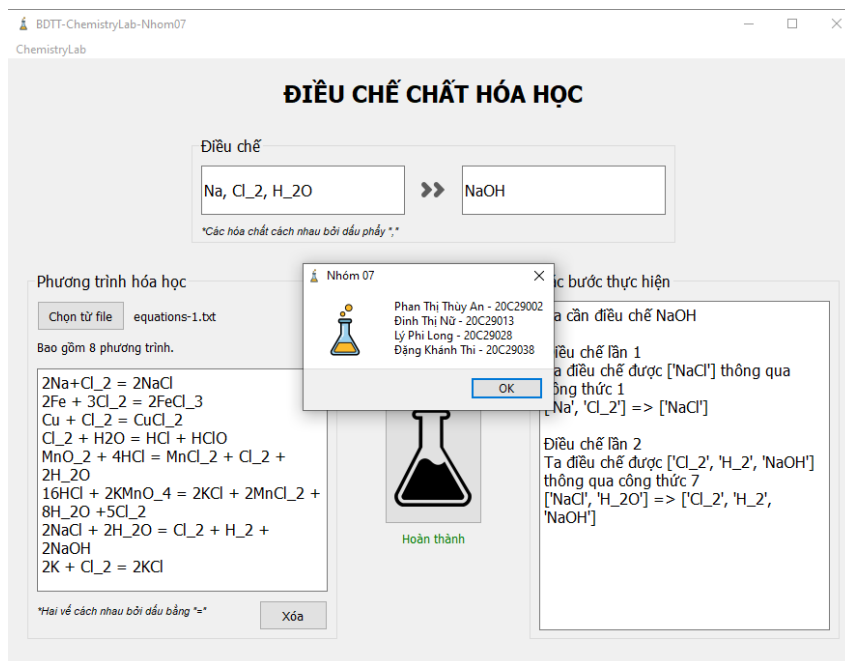 BDTT-ChemistryLab-Nhom07
ChemistryLab
ĐIỀU CHẾ CHẤT HÓA HỌC
Điều chế
Na, Cl_2, H_2O
NaOH
*Các hóa chất cách nhau bởi dấu phẩy ","
Phương trình hóa học
Chọn từ file
equations-1.txt
Bao gồm 8 phương trình.
2Na+Cl_2 = 2NaCl
2Fe + 3Cl_2 = 2FeCl_3
Cu + Cl_2 = CuCl_2
Cl_2 + H2O = HCl + HClO
MnO_2 + 4HCl = MnCl_2 + Cl_2 +
2H_2O
16HCl + 2KMnO_4 = 2KCl + 2MnCl_2 +
8H_2O +5Cl_2
2NaCl + 2H_2O = Cl_2 + H_2 +
2NaOH
2K + Cl_2 = 2KCl
*Hai vế cách nhau bởi dấu bằng "="
Xóa
Nhóm 07
Phan Thị Thùy An - 20C29002
Đinh Thị Nữ - 20C29013
Lý Phi Long - 20C29028
Đặng Khánh Thi - 20C29038
OK
Hoàn thành
bước thực hiện
cần điều chế NaOH
chế lần 1
điều chế được ['NaCl'] thông qua
thức 1
['Na', 'Cl_2'] => ['NaCl']
Điều chế lần 2
Ta điều chế được ['Cl_2', 'H_2', 'NaOH']
thông qua công thức 7
['NaCl', 'H_2O'] => ['Cl_2', 'H_2',
'NaOH']